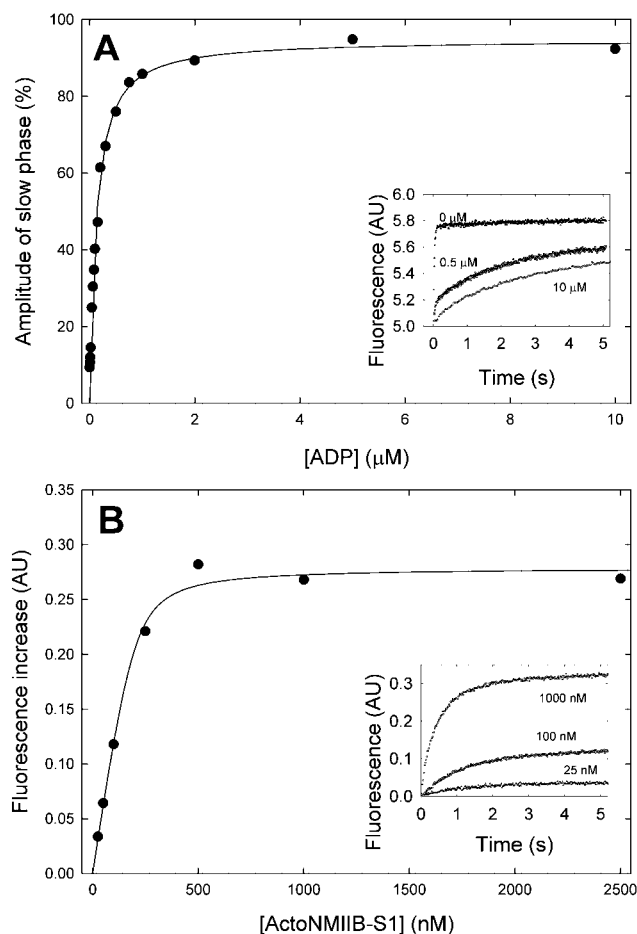 A
Amplitude of slow phase (%)
100
80
60
40
20
0
0 2 4 6 8 10
[ADP] (μM)
Fluorescence (AU)
6.0
5.8
5.6
5.4
5.2
5.0
0 μM
0.5 μM
10 μM
0 1 2 3 4 5
Time (s)
B
Fluorescence increase (AU)
0.35
0.30
0.25
0.20
0.15
0.10
0.05
0.00
0 500 1000 1500 2000 2500
[ActoNMIIB-S1] (nM)
Fluorescence (AU)
0.3
0.2
0.1
0.0
1000 nM
100 nM
25 nM
0 1 2 3 4 5
Time (s)